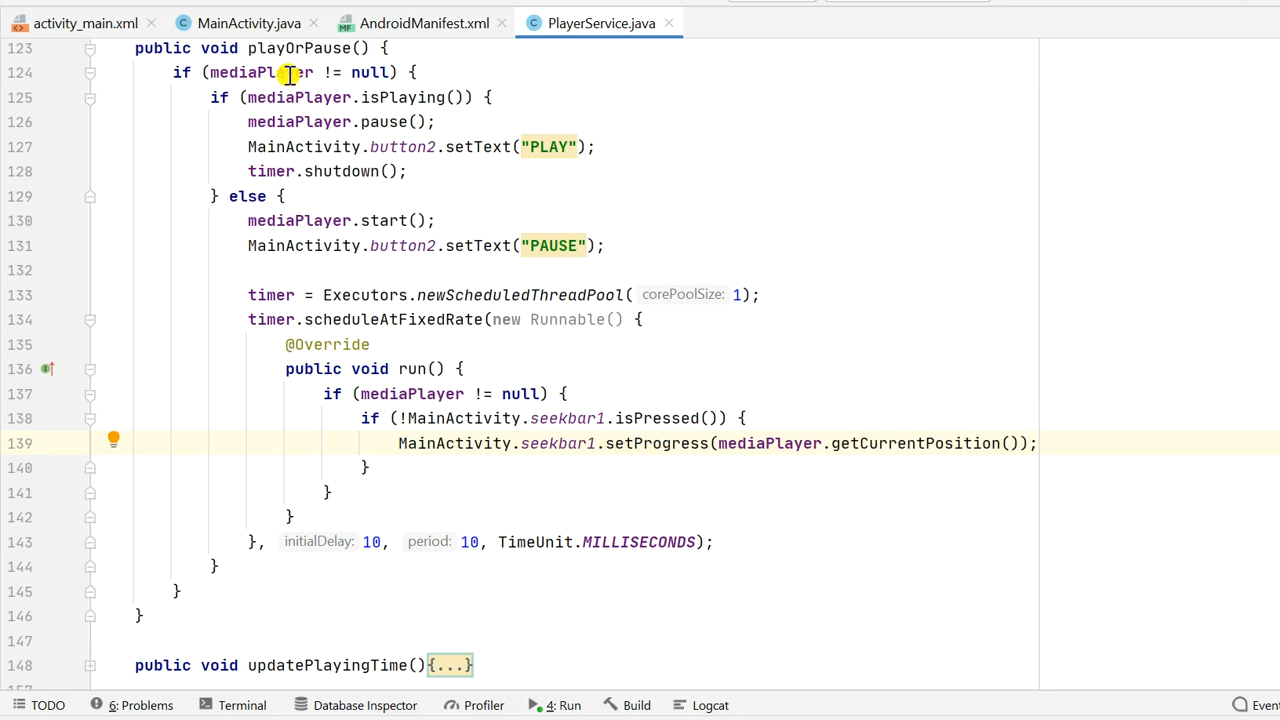 activity_main.xml MainActivity.java AndroidManifest.xml PlayerService.java
123 public void playOrPause() {
124 if (mediaPlayer != null) {
125 if (mediaPlayer.isPlaying()) {
126 mediaPlayer.pause();
127 MainActivity.button2.setText("PLAY");
128 timer.shutdown();
129 } else {
130 mediaPlayer.start();
131 MainActivity.button2.setText("PAUSE");
132
133 timer = Executors.newScheduledThreadPool( corePoolSize: 1);
134 timer.scheduleAtFixedRate(new Runnable() {
135 @Override
136 public void run() {
137 if (mediaPlayer != null) {
138 if (!MainActivity.seekbar1.isPressed()) {
139 MainActivity.seekbar1.setProgress(mediaPlayer.getCurrentPosition());
140 }
141 }
142 }
143 }, initialDelay: 10, period: 10, TimeUnit.MILLISECONDS);
144 }
145 }
146 }
147
148 public void updatePlayingTime(){...}
TODO 6: Problems Terminal Database Inspector Profiler 4: Run Build Logcat